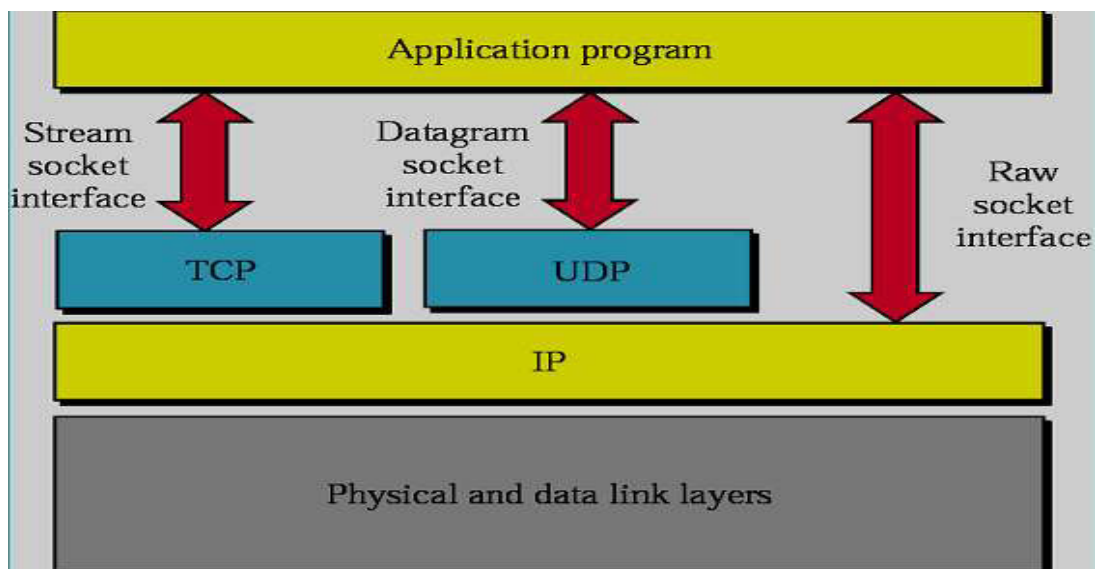 Application program
Stream
socket
interface
Datagram
socket
interface
Raw
socket
interface
TCP
UDP
IP
Physical and data link layers